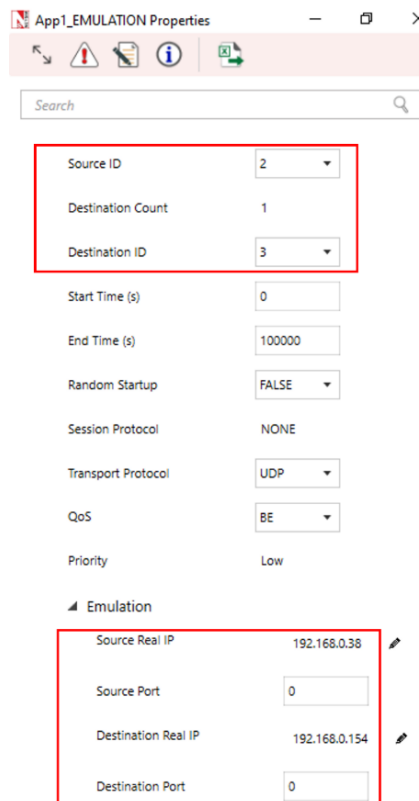 App1_EMULATION Properties
Search
Source ID 2
Destination Count 1
Destination ID 3
Start Time (s) 0
End Time (s) 100000
Random Startup FALSE
Session Protocol NONE
Transport Protocol UDP
QoS BE
Priority Low
Emulation
Source Real IP 192.168.0.38
Source Port 0
Destination Real IP 192.168.0.154
Destination Port 0